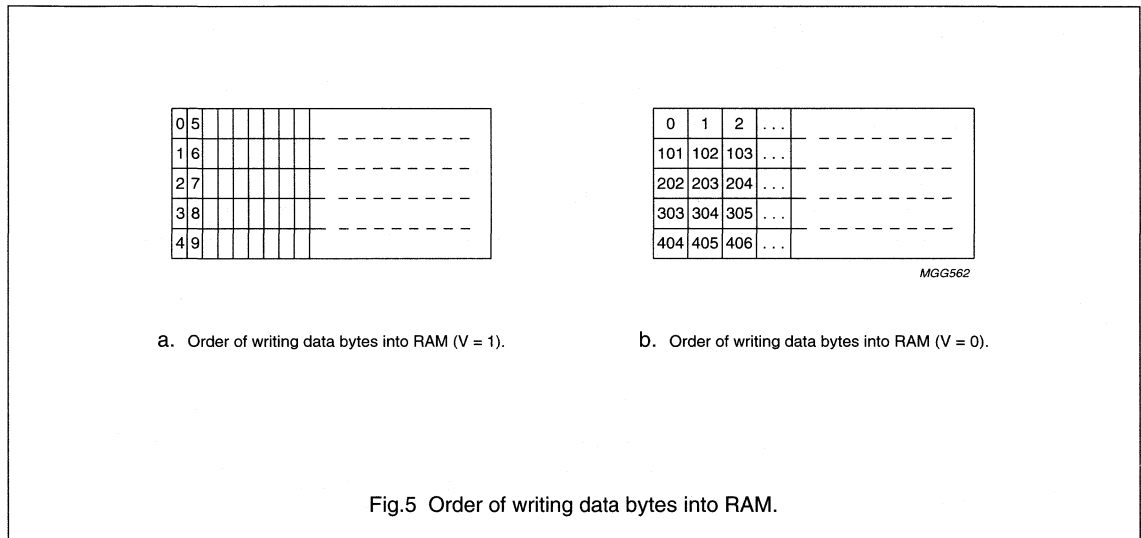 0 5
1 6
2 7
3 8
4 9
0 1 2 ...
101 102 103 ...
202 203 204 ...
303 304 305 ...
404 405 406 ...
MGG562
a. Order of writing data bytes into RAM (V = 1).
b. Order of writing data bytes into RAM (V = 0).
Fig.5 Order of writing data bytes into RAM.